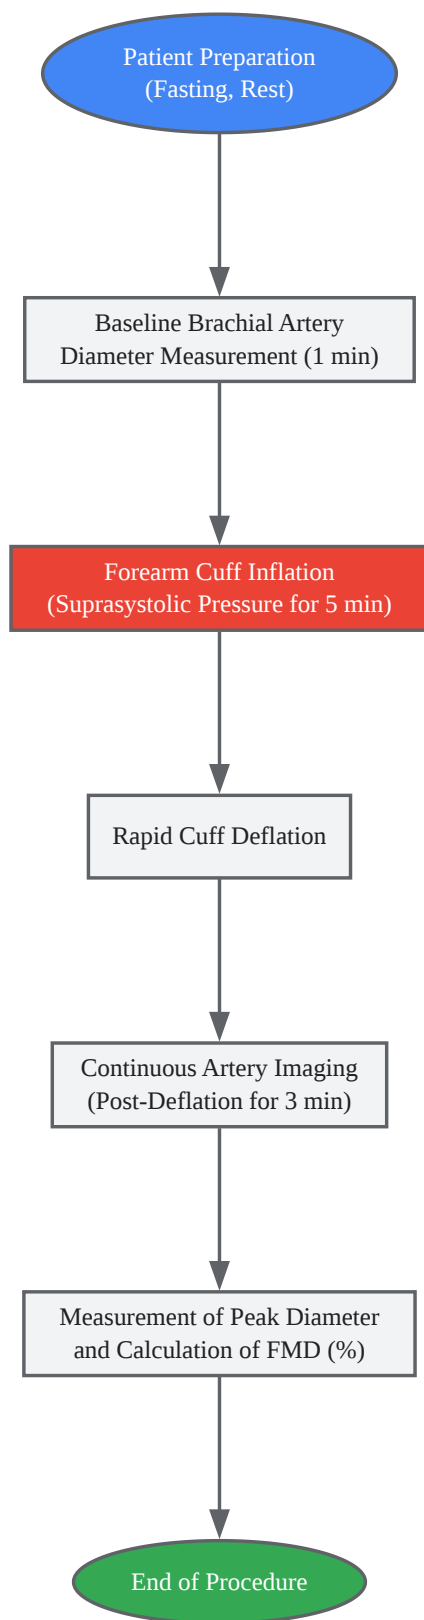 Patient Preparation
(Fasting, Rest)
Baseline Brachial Artery
Diameter Measurement (1 min)
Forearm Cuff Inflation
(Suprasystolic Pressure for 5 min)
Rapid Cuff Deflation
Continuous Artery Imaging
(Post-Deflation for 3 min)
Measurement of Peak Diameter
and Calculation of FMD (%)
End of Procedure